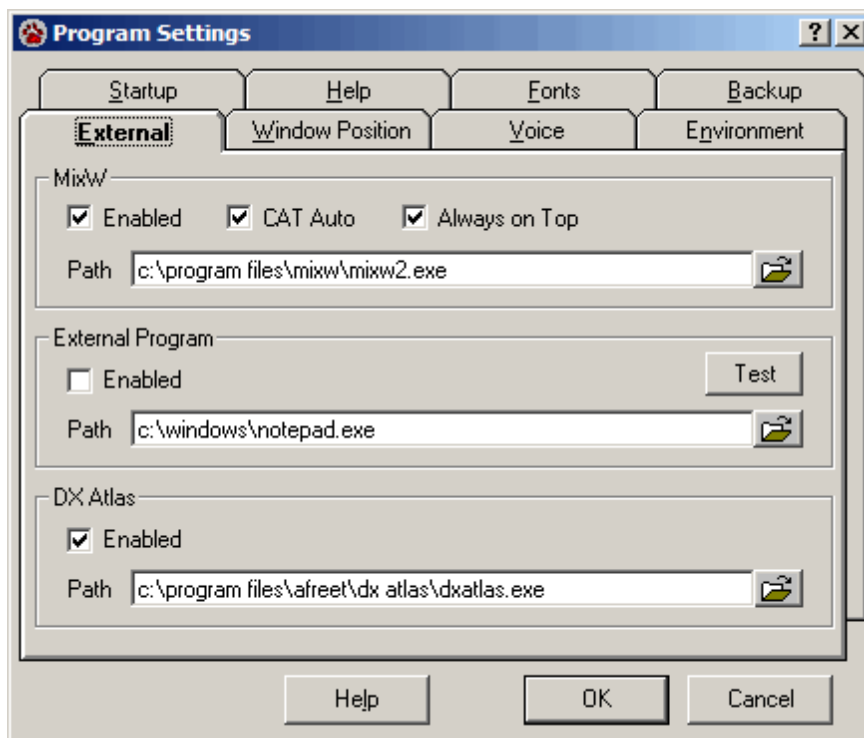 Program Settings
Startup Help Fonts Backup
External Window Position Voice Environment
MixW
Enabled CAT Auto Always on Top
Path c:\program files\mixw\mixw2.exe
External Program
Enabled Test
Path c:\windows\notepad.exe
DX Atlas
Enabled
Path c:\program files\afreet\dx atlas\dxatlas.exe
Help OK Cancel